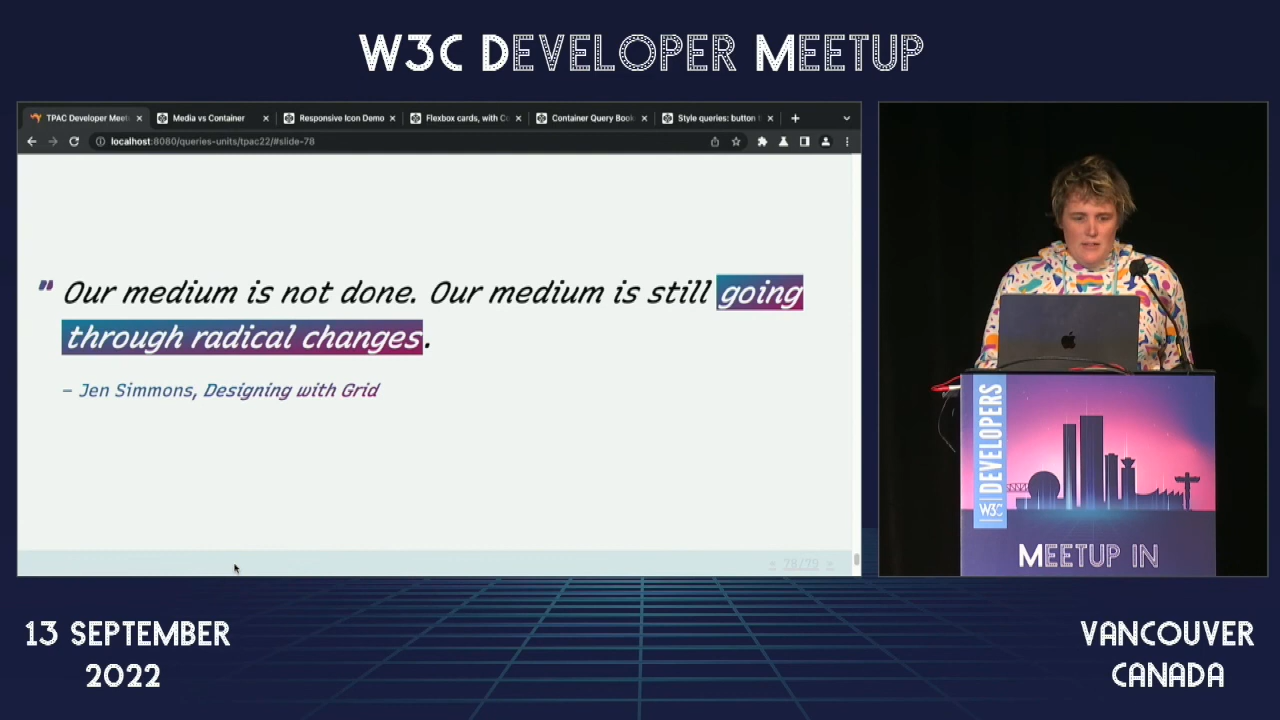 W3C DEVELOPER MEETUP
TPAC Developer Meet
Media vs Container
Responsive Icon Demo
Flexbox cards, with C
Container Query Book
Style queries: button
localhost:8080/queries-units/tpac22/#slide-78
" Our medium is not done. Our medium is still going
through radical changes.
– Jen Simmons, Designing with Grid
« 78/79 »
DEVELOPERS
W3C
MEETUP IN
13 SEPTEMBER
2022
VANCOUVER
CANADA